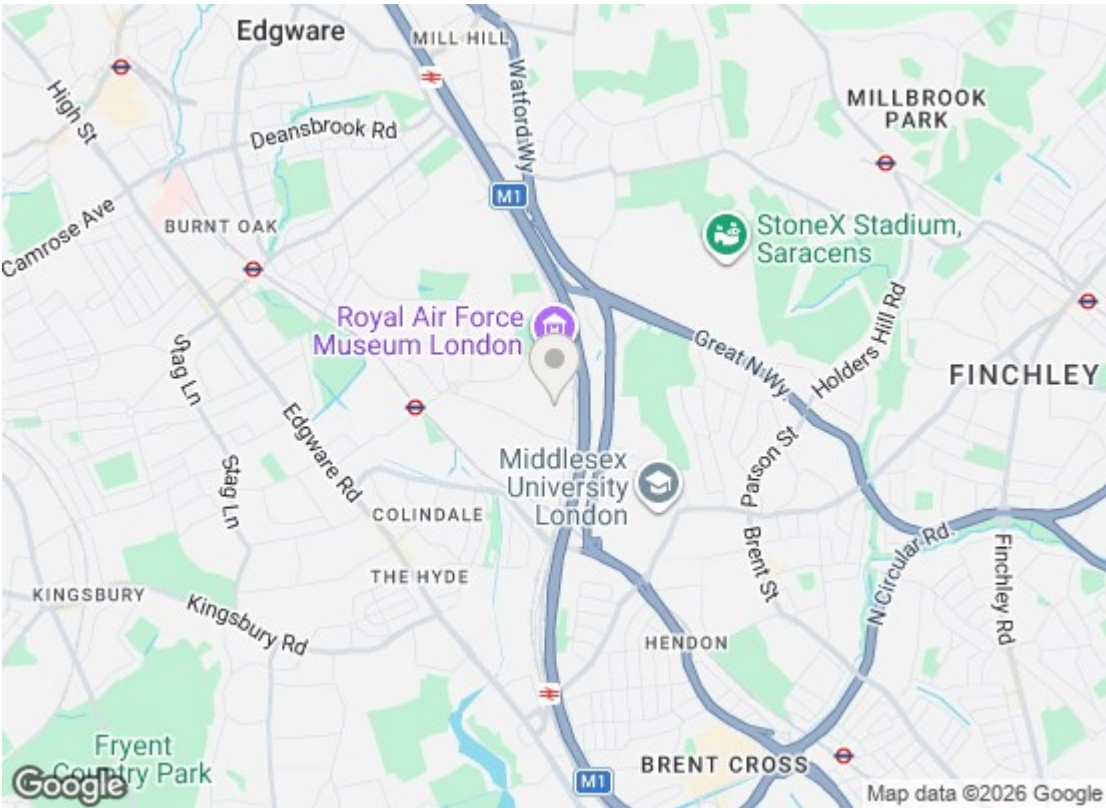 Edgware
MILL HILL
Watford Wy
High St
Deansbrook Rd
MILLBROOK
PARK
M1
Camrose Ave
BURNT OAK
StoneX Stadium,
Saracens
Royal Air Force
Museum London
Great N Wy.
Holders Hill Rd
Stag Ln
FINCHLEY
Edgware Rd
Stag Ln
Parson St
Middlesex
University
London
COLINDALE
Brent St
N Circular Rd.
Finchley Rd
THE HYDE
KINGSBURY
Kingsbury Rd
HENDON
Fryent
Country Park
BRENT CROSS
M1
Google
Map data ©2026 Google